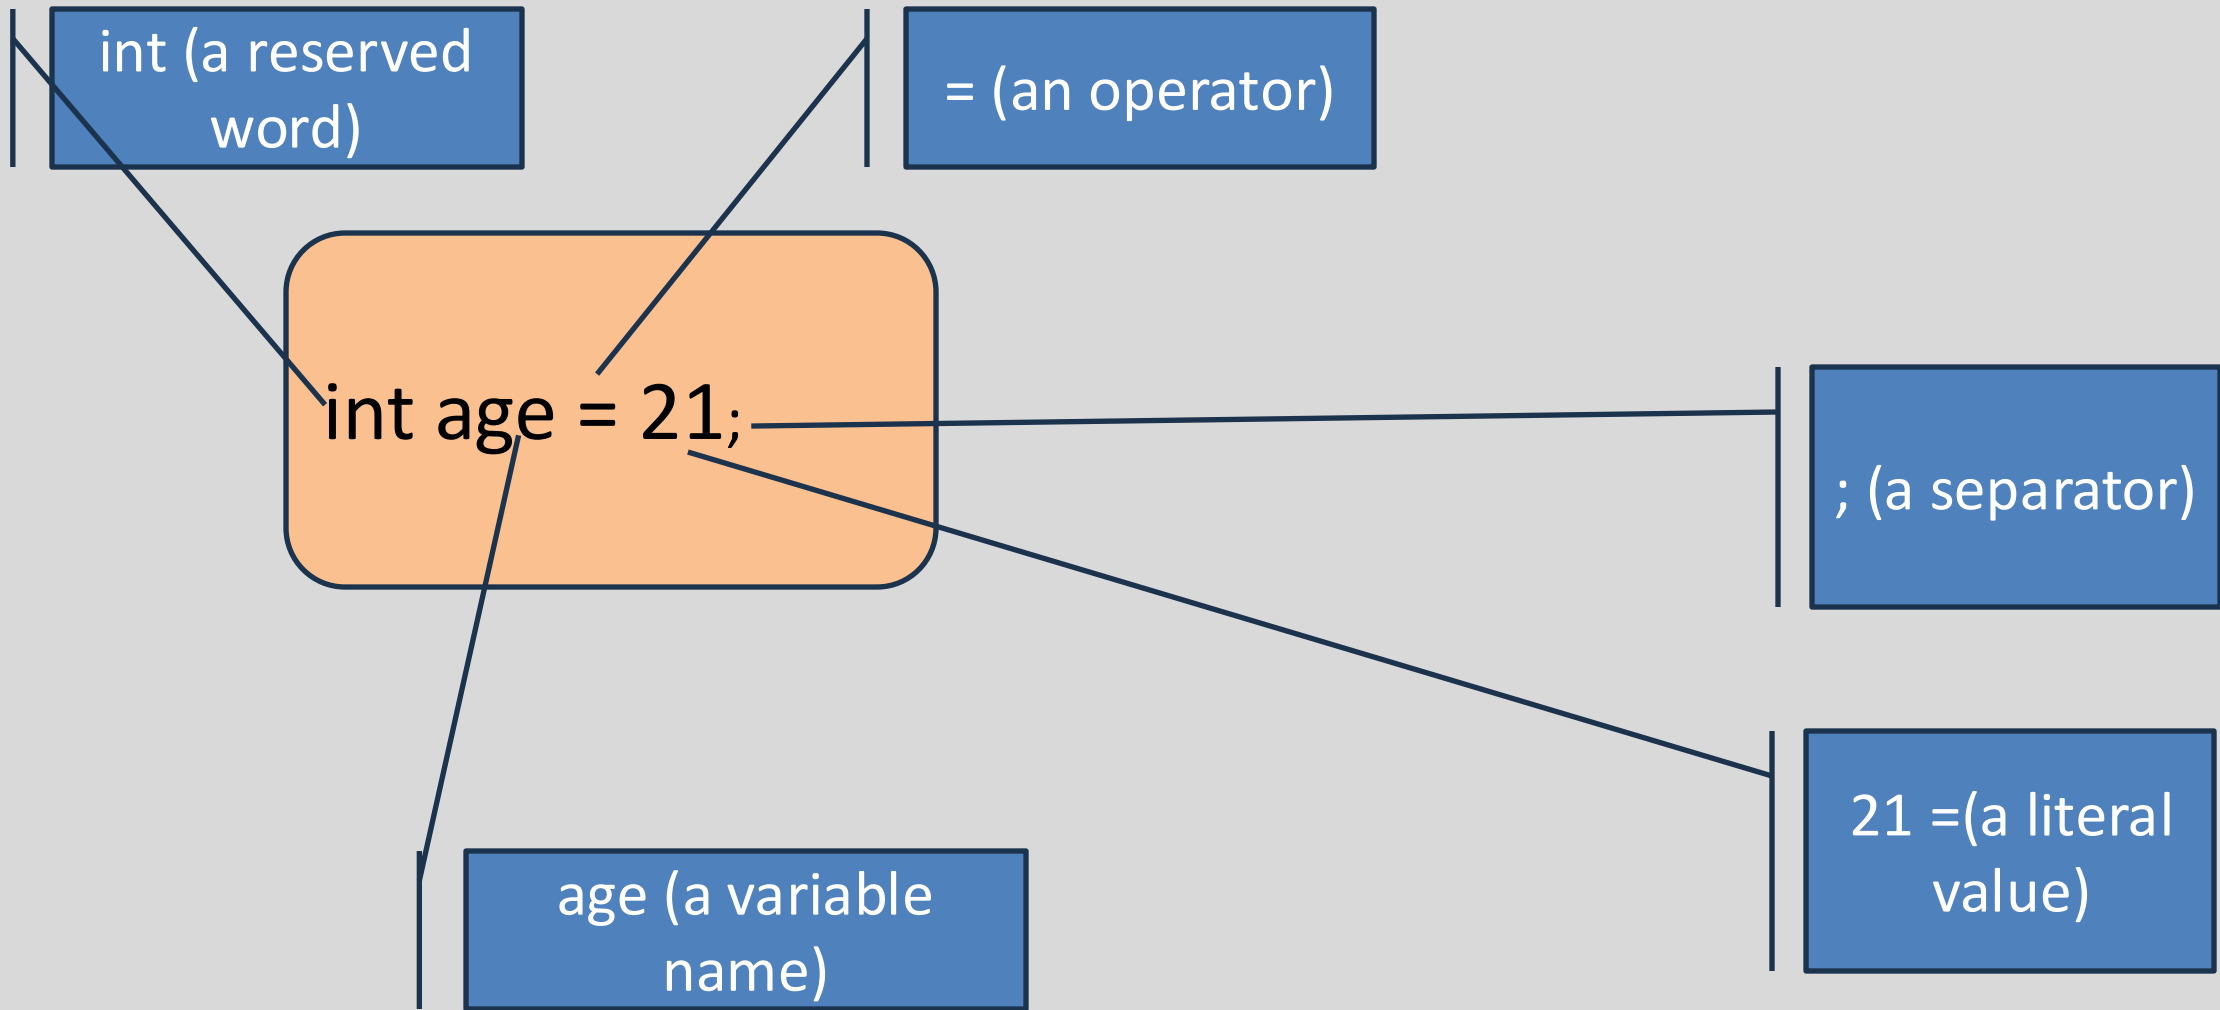 int (a reserved
word)
= (an operator)
int age = 21;
; (a separator)
21 =(a literal
value)
age (a variable
name)